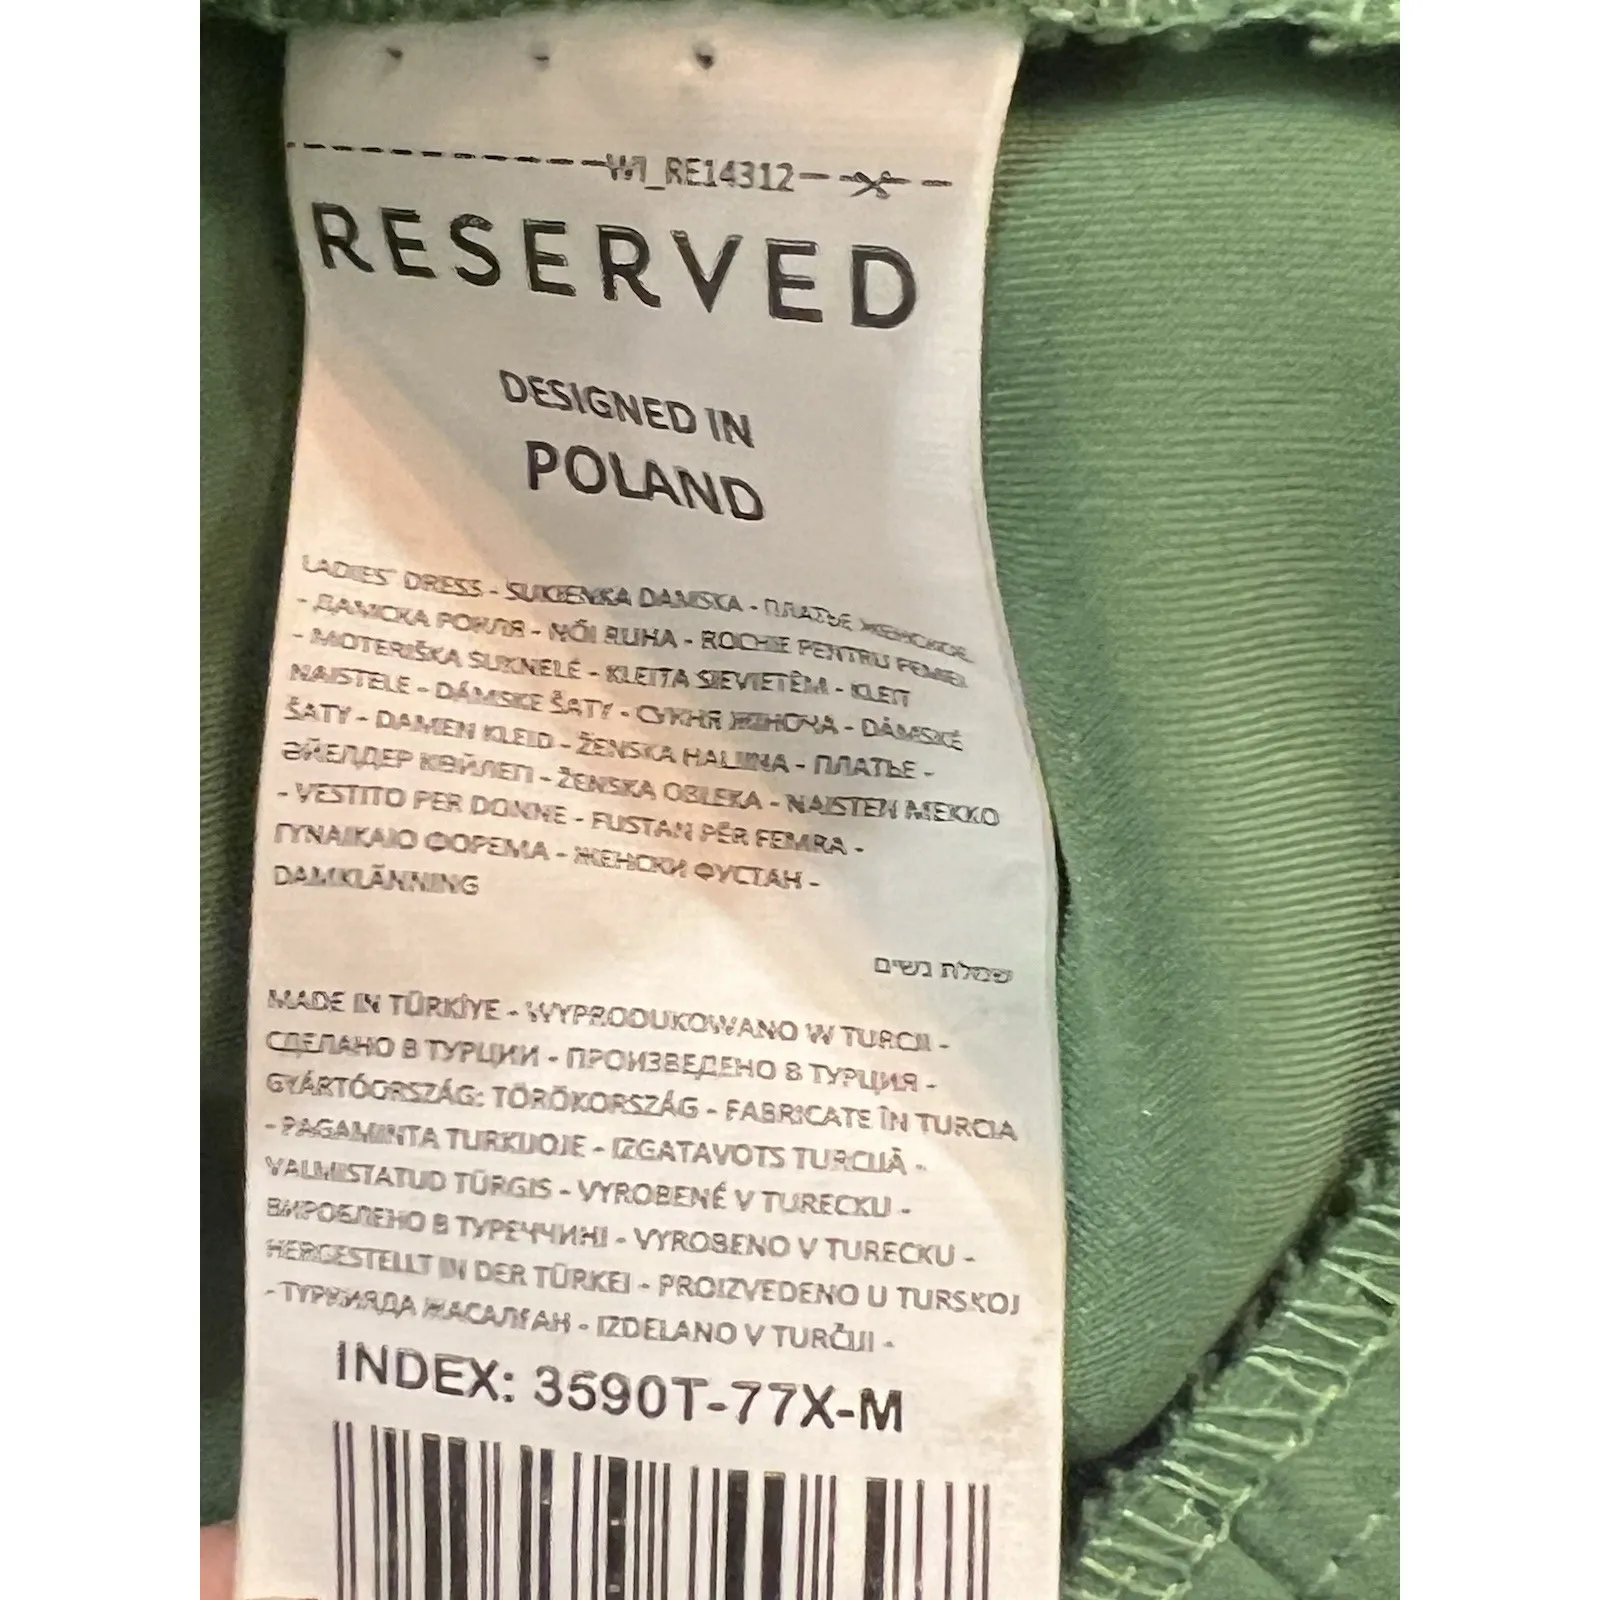 WI_RE14312
RESERVED
DESIGNED IN
POLAND
LADIES' DRESS - SUKIENKA DAMSKA - ПЛАТЬЕ ЖЕНСКОЕ
- ДАМСКА РОКЛЯ - NŐI RUHA - ROCHIE PENTRU FEMEI
- MOTERIŠKA SUKNELĖ - KLEITA SIEVIETĒM - KLEIT
NAISTELE - DÁMSKE ŠATY - СУКНЯ ЖІНОЧА - DÁMSKÉ
ŠATY - DAMEN KLEID - ŽENSKA HALJINA - ПЛАТЬЕ -
ӘЙЕЛДЕР КӨЙЛЕГІ - ŽENSKA OBLEKA - NAISTEN MEKKO
- VESTITO PER DONNE - FUSTAN PËR FEMRA -
ΓΥΝΑΙΚΑΙΟ ΦΟΡΕΜΑ - ЖЕНСКИ ФУСТАН -
DAMKLÄNNING
שמלת נשים
MADE IN TÜRKİYE - WYPRODUKOWANO W TURCJI -
СДЕЛАНО В ТУРЦИИ - ПРОИЗВЕДЕНО В ТУРЦИЯ -
GYÁRTÓORSZÁG: TÖRÖKORSZÁG - FABRICATE ÎN TURCIA
- PAGAMINTA TURKIJOJE - IZGATAVOTS TURCIJĀ -
VALMISTATUD TÜRGIS - VYROBENÉ V TURECKU -
ВИРОБЛЕНО В ТУРЕЧЧИНІ - VYROBENO V TURECKU -
HERGESTELLT IN DER TÜRKEI - PROIZVEDENO U TURSKOJ
- ТҮРКИЯДА ЖАСАЛҒАН - IZDELANO V TURČIJI -
INDEX: 3590T-77X-M